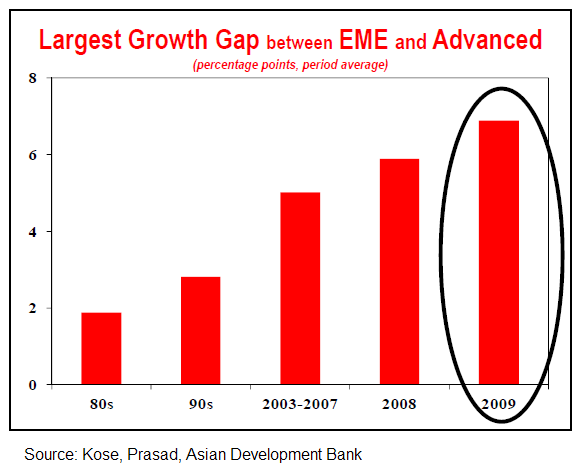 Largest Growth Gap between EME and Advanced
(percentage points, period average)
8
6
4
2
0
80s 90s 2003-2007 2008 2009
Source: Kose, Prasad, Asian Development Bank